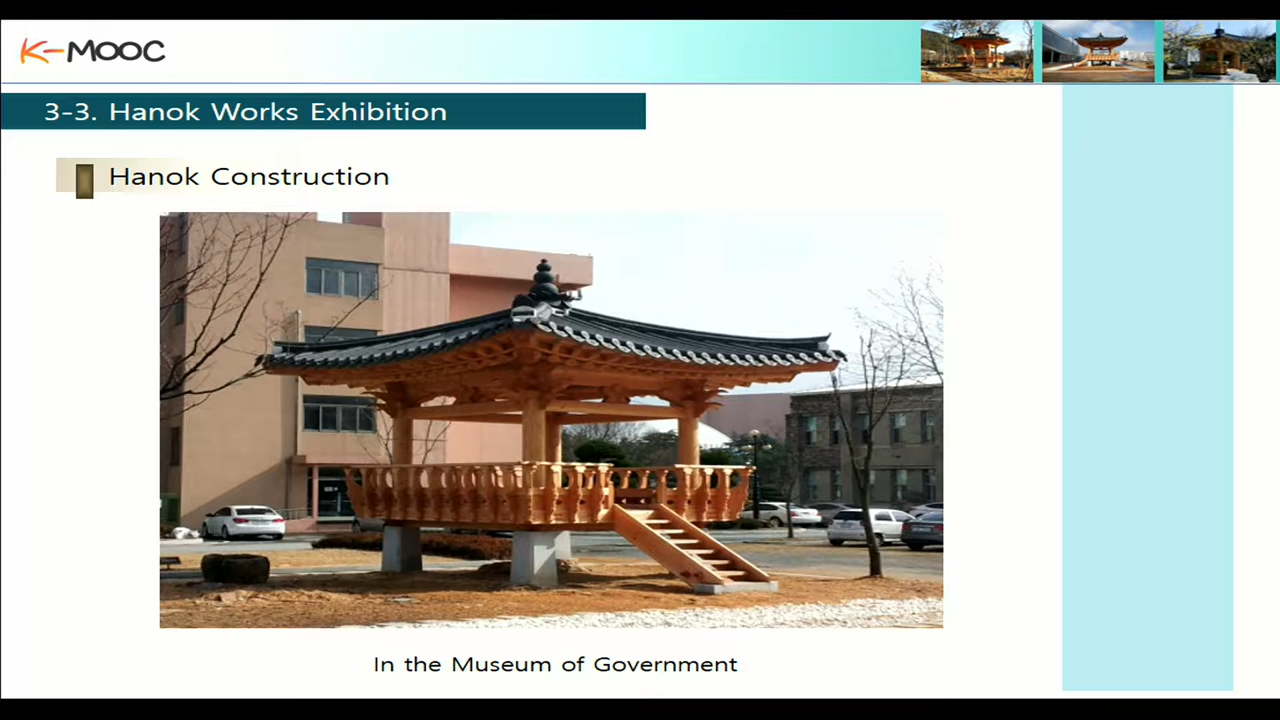 K-MOOC
3-3. Hanok Works Exhibition
Hanok Construction
In the Museum of Government